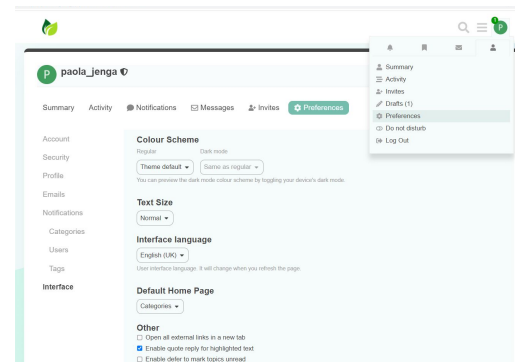 1
P
P paola_jenga
Summary Activity Notifications Messages Invites Preferences
Summary
Activity
Invites
Drafts (1)
Preferences
Do not disturb
Log Out
Account
Security
Profile
Emails
Notifications
Categories
Users
Tags
Interface
Colour Scheme
Regular Dark mode
Theme default Same as regular
You can preview the dark mode colour scheme by toggling your device's dark mode.
Text Size
Normal
Interface language
English (UK)
User interface language. It will change when you refresh the page
Default Home Page
Categories
Other
Open all external links in a new tab
Enable quote reply for highlighted text
Enable defer to mark topics unread